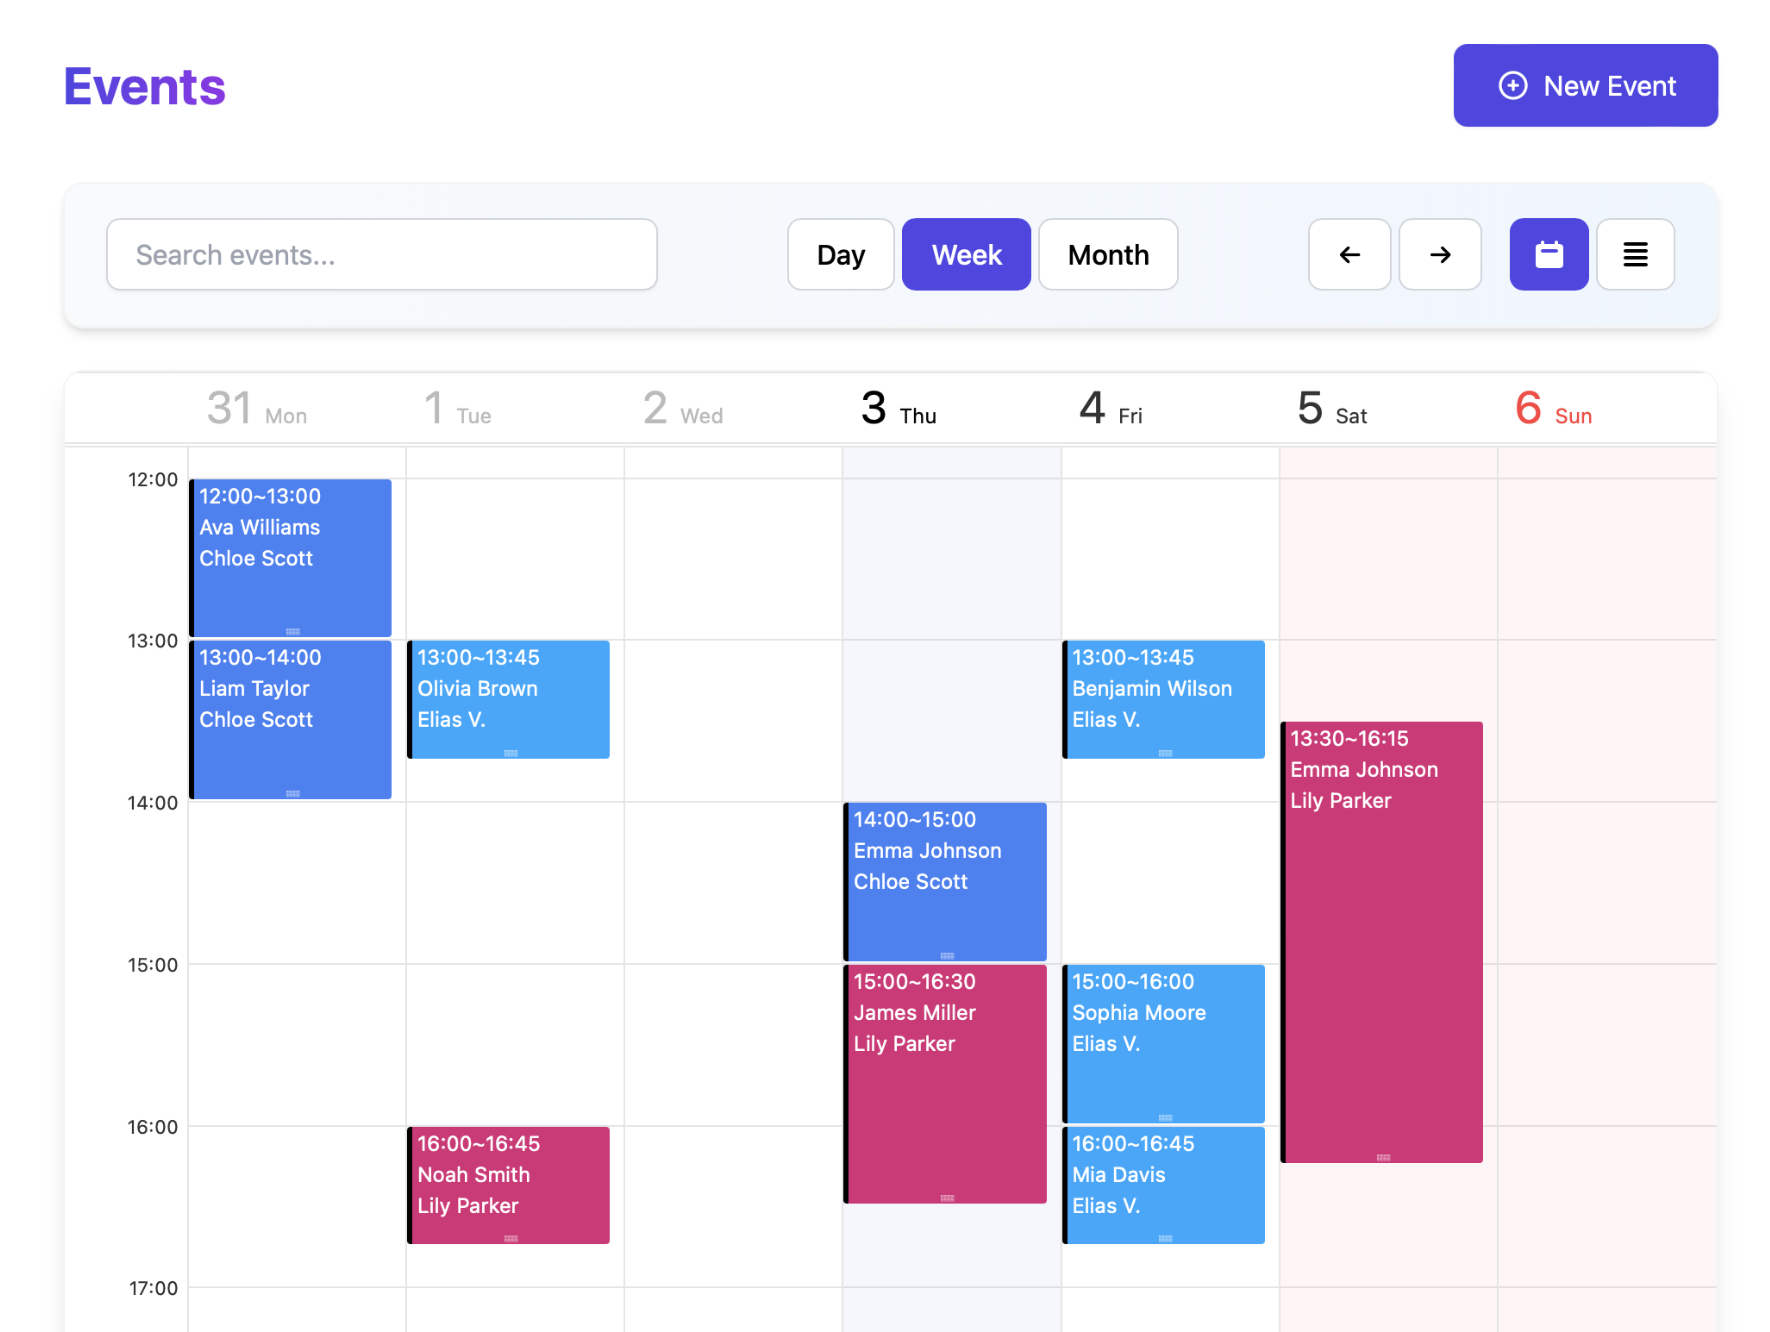 Events
New Event
Search events...
Day
Week
Month
31 Mon
1 Tue
2 Wed
3 Thu
4 Fri
5 Sat
6 Sun
12:00
13:00
14:00
15:00
16:00
17:00
12:00~13:00
Ava Williams
Chloe Scott
13:00~14:00
Liam Taylor
Chloe Scott
13:00~13:45
Olivia Brown
Elias V.
16:00~16:45
Noah Smith
Lily Parker
14:00~15:00
Emma Johnson
Chloe Scott
15:00~16:30
James Miller
Lily Parker
13:00~13:45
Benjamin Wilson
Elias V.
15:00~16:00
Sophia Moore
Elias V.
16:00~16:45
Mia Davis
Elias V.
13:30~16:15
Emma Johnson
Lily Parker